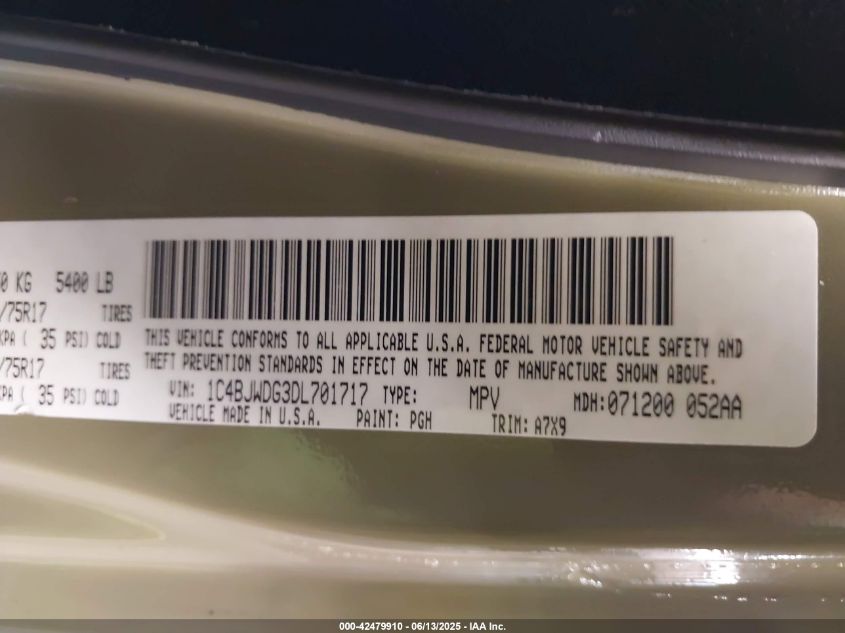 0 KG 5400 LB
/75R17 TIRES
KPA ( 35 PSI) COLD
/75R17 TIRES
KPA ( 35 PSI) COLD
THIS VEHICLE CONFORMS TO ALL APPLICABLE U.S.A. FEDERAL MOTOR VEHICLE SAFETY AND
THEFT PREVENTION STANDARDS IN EFFECT ON THE DATE OF MANUFACTURE SHOWN ABOVE.
VIN: 1C4BJWDG3DL701717 TYPE: MPV MDH:071200 052AA
VEHICLE MADE IN U.S.A. PAINT: PGH TRIM: A7X9
000-42479910 - 06/13/2025 - IAA Inc.